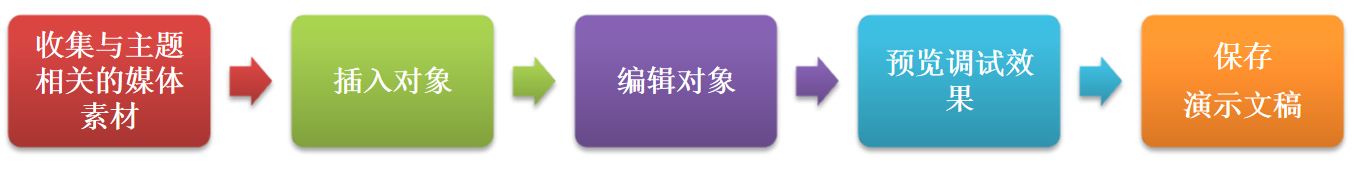 收集与主题
相关的媒体
素材
插入对象
编辑对象
预览调试效
果
保存
演示文稿